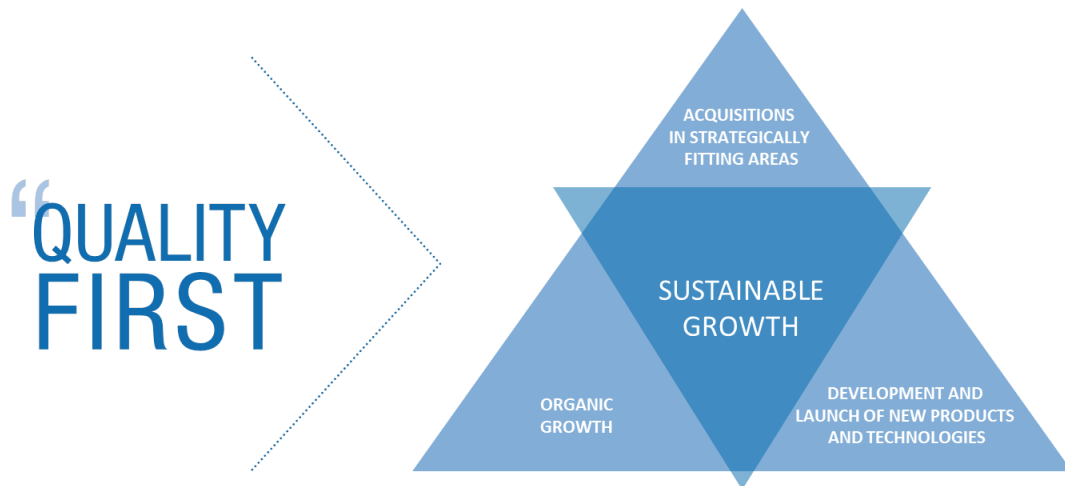 “QUALITY
FIRST
ACQUISITIONS
IN STRATEGICALLY
FITTING AREAS
SUSTAINABLE
GROWTH
ORGANIC
GROWTH
DEVELOPMENT AND
LAUNCH OF NEW PRODUCTS
AND TECHNOLOGIES